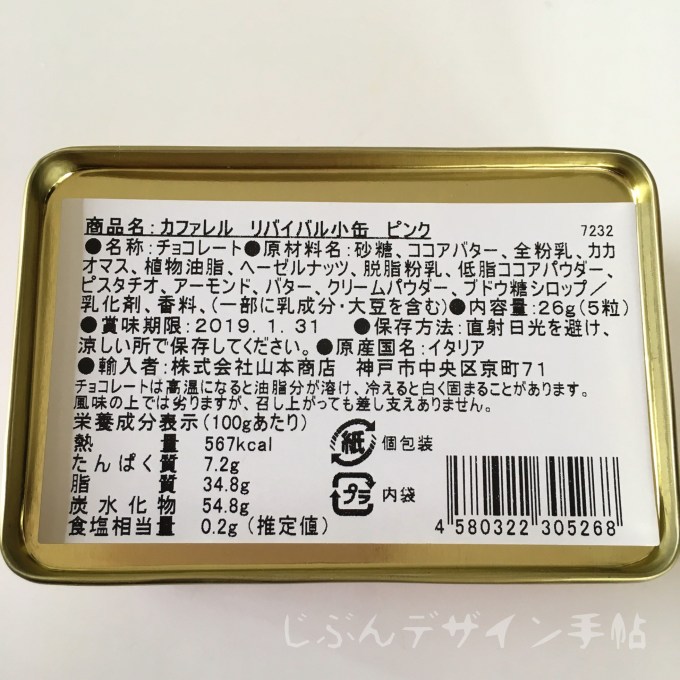 商品名：カファレル　リバイバル小缶　ピンク　7232
●名称：チョコレート●原材料名：砂糖、ココアバター、全粉乳、カカ
オマス、植物油脂、ヘーゼルナッツ、脱脂粉乳、低脂ココアパウダー、
ピスタチオ、アーモンド、バター、クリームパウダー、ブドウ糖シロップ／
乳化剤、香料、（一部に乳成分・大豆を含む）●内容量：26g（5粒）
●賞味期限：2019．1．31　●保存方法：直射日光を避け、
涼しい所で保存してください。●原産国名：イタリア
●輸入者：株式会社山本商店　神戸市中央区京町71
チョコレートは高温になると油脂分が溶け、冷えると白く固まることがあります。
風味の上では劣りますが、召し上がっても差し支えありません。
栄養成分表示（100gあたり）
熱量　567kcal
たんぱく質　7.2g
脂質　34.8g
炭水化物　54.8g
食塩相当量　0.2g（推定値）
紙　個包装
プラ　内袋
4 580322 305268
じぶんデザイン手帖